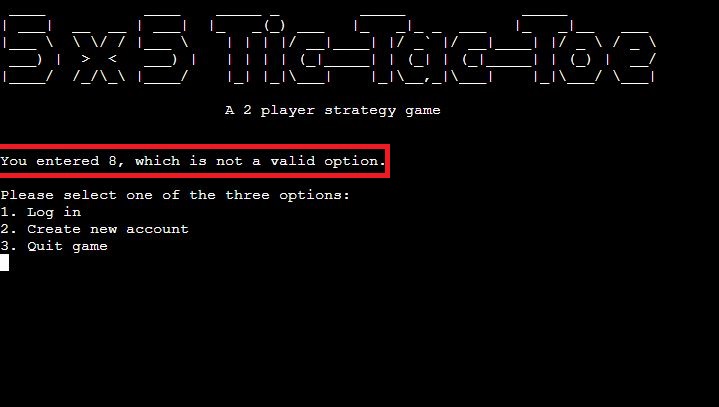 5x5 Tic-Tac-Toe
A 2 player strategy game
You entered 8, which is not a valid option.
Please select one of the three options:
1. Log in
2. Create new account
3. Quit game